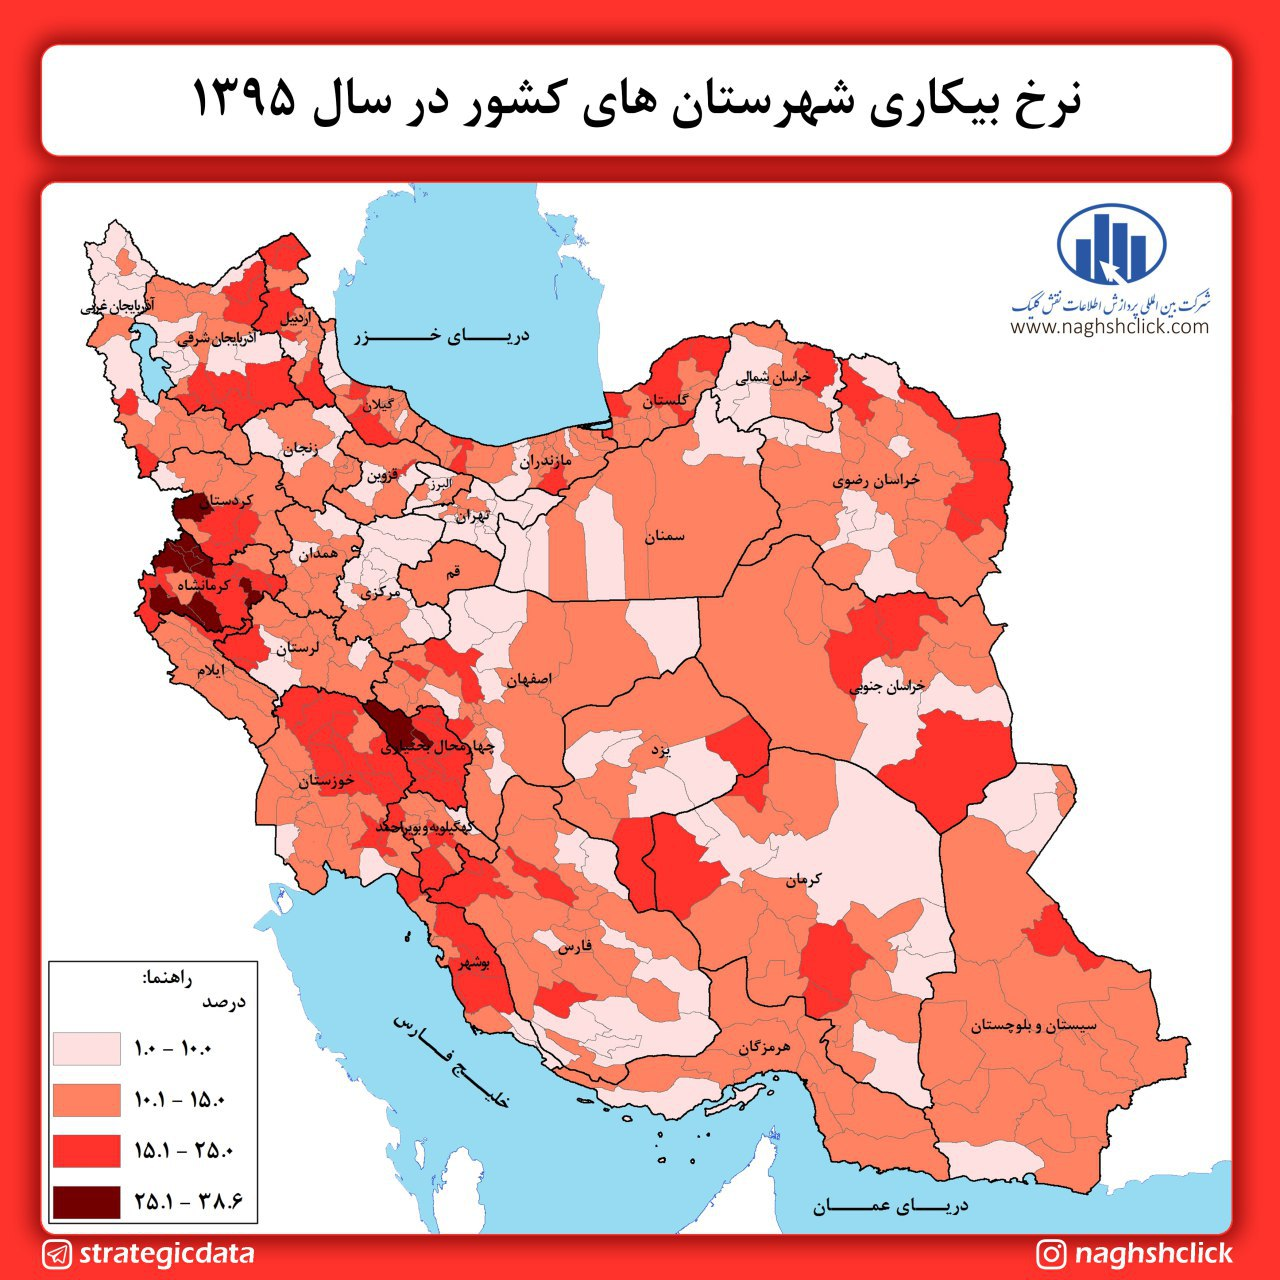 نرخ بیکاری شهرستان های کشور در سال ۱۳۹۵
شرکت بین المللی پردازش اطلاعات نقش کلیک
www.naghshclick.com
دریای خزر
آذربایجان غربی
آذربایجان شرقی
اردبیل
گیلان
زنجان
قزوین
البرز
تهران
مازندران
گلستان
خراسان شمالی
خراسان رضوی
سمنان
کردستان
همدان
کرمانشاه
مرکزی
قم
لرستان
ایلام
اصفهان
خراسان جنوبی
چهارمحال بختیاری
یزد
خوزستان
کهگیلویه و بویراحمد
کرمان
فارس
بوشهر
سیستان و بلوچستان
هرمزگان
خلیج فارس
دریای عمان
راهنما:
درصد
۱.۰ – ۱۰.۰
۱۰.۱ – ۱۵.۰
۱۵.۱ – ۲۵.۰
۲۵.۱ – ۳۸.۶
strategicdata
naghshclick